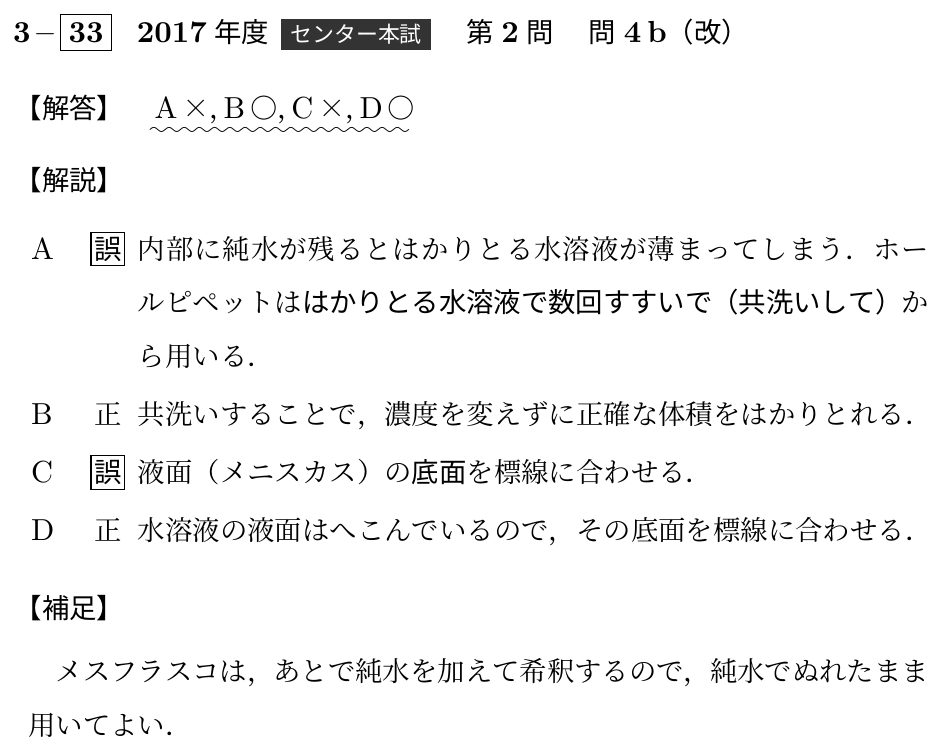 3–33 2017年度 センター本試 第2問 問4b（改）
【解答】 A×, B○, C×, D○
【解説】
A 誤 内部に純水が残るとはかりとる水溶液が薄まってしまう．ホー
ルピペットははかりとる水溶液で数回すすいで（共洗いして）か
ら用いる．
B 正 共洗いすることで，濃度を変えずに正確な体積をはかりとれる．
C 誤 液面（メニスカス）の底面を標線に合わせる．
D 正 水溶液の液面はへこんでいるので，その底面を標線に合わせる．
【補足】
メスフラスコは，あとで純水を加えて希釈するので，純水でぬれたまま
用いてよい．